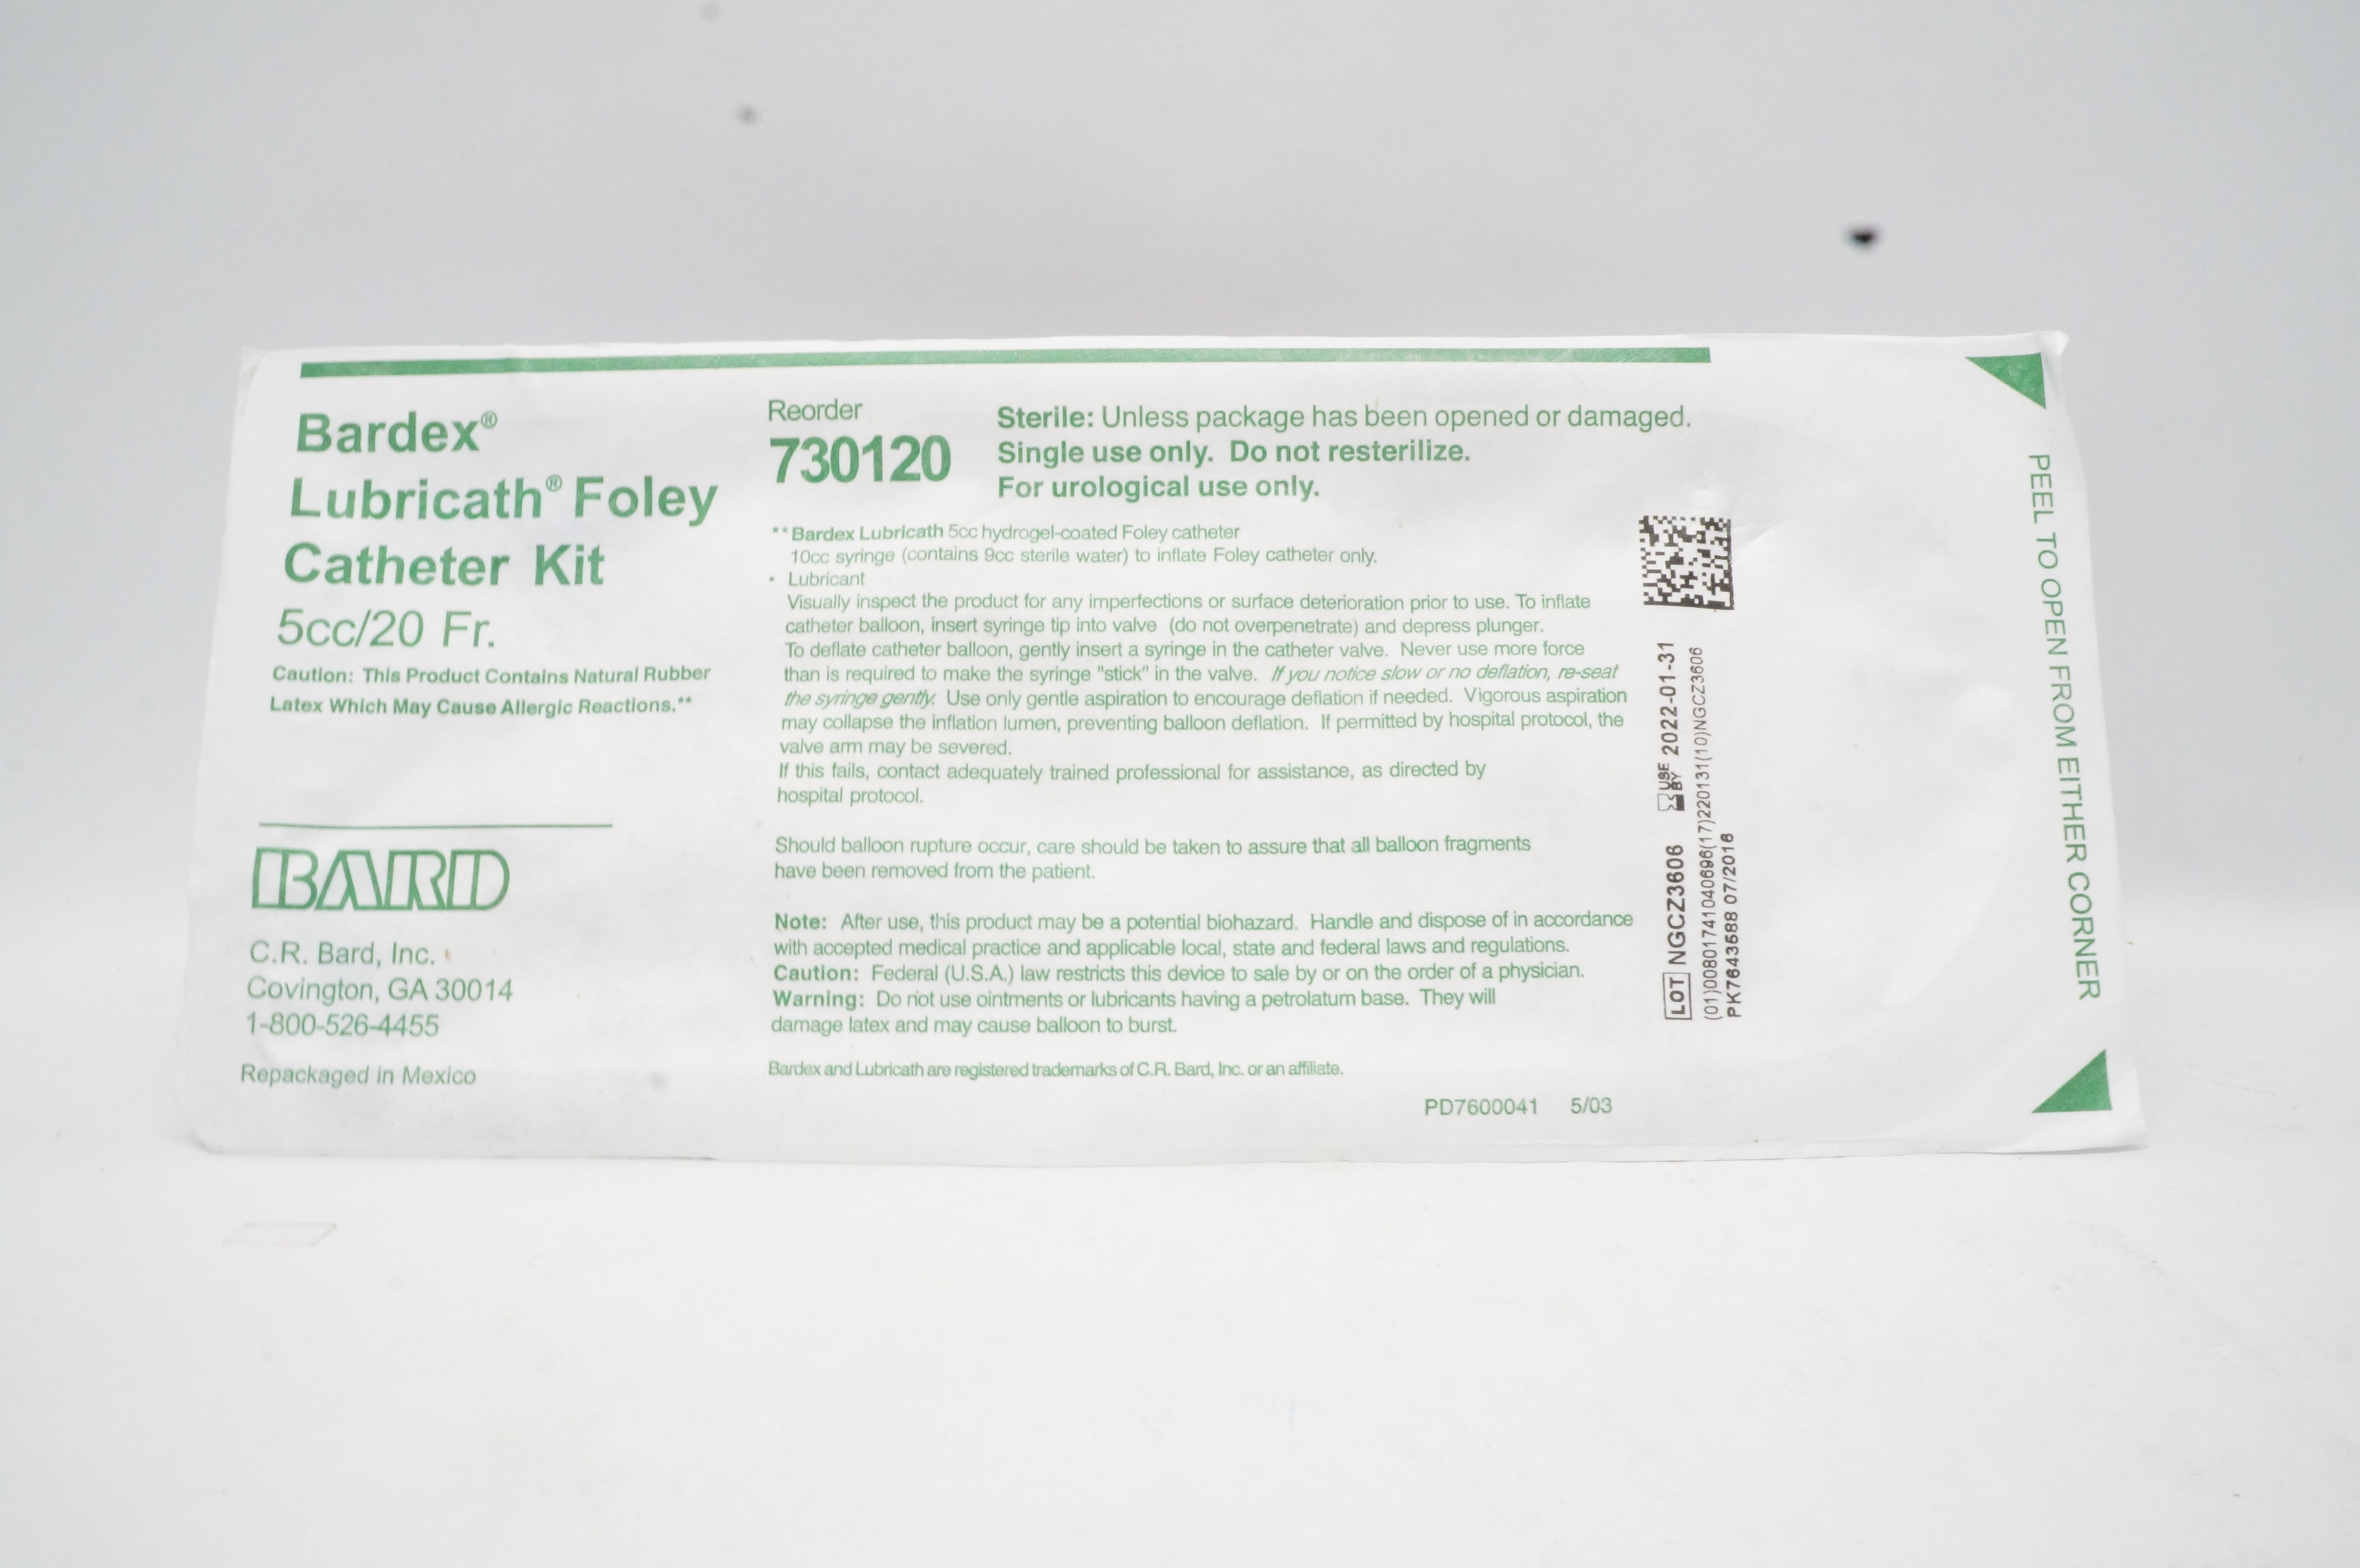 Bardex®
Lubricath® Foley
Catheter Kit
5cc/20 Fr.
Caution: This Product Contains Natural Rubber
Latex Which May Cause Allergic Reactions.**
BARD
C.R. Bard, Inc.
Covington, GA 30014
1-800-526-4455
Repackaged in Mexico
Reorder
730120
Sterile: Unless package has been opened or damaged.
Single use only. Do not resterilize.
For urological use only.
**Bardex Lubricath 5cc hydrogel-coated Foley catheter
10cc syringe (contains 9cc sterile water) to inflate Foley catheter only.
• Lubricant
Visually inspect the product for any imperfections or surface deterioration prior to use. To inflate
catheter balloon, insert syringe tip into valve (do not overpenetrate) and depress plunger.
To deflate catheter balloon, gently insert a syringe in the catheter valve. Never use more force
than is required to make the syringe "stick" in the valve. If you notice slow or no deflation, re-seat
the syringe gently. Use only gentle aspiration to encourage deflation if needed. Vigorous aspiration
may collapse the inflation lumen, preventing balloon deflation. If permitted by hospital protocol, the
valve arm may be severed.
If this fails, contact adequately trained professional for assistance, as directed by
hospital protocol.
Should balloon rupture occur, care should be taken to assure that all balloon fragments
have been removed from the patient.
Note: After use, this product may be a potential biohazard. Handle and dispose of in accordance
with accepted medical practice and applicable local, state and federal laws and regulations.
Caution: Federal (U.S.A.) law restricts this device to sale by or on the order of a physician.
Warning: Do not use ointments or lubricants having a petrolatum base. They will
damage latex and may cause balloon to burst.
Bardex and Lubricath are registered trademarks of C.R. Bard, Inc. or an affiliate.
PD7600041 5/03
LOT NGCZ3606 USE BY 2022-01-31
(01)00801741040696(17)220131(10)NGCZ3606
PK7643688 07/2016
PEEL TO OPEN FROM EITHER CORNER